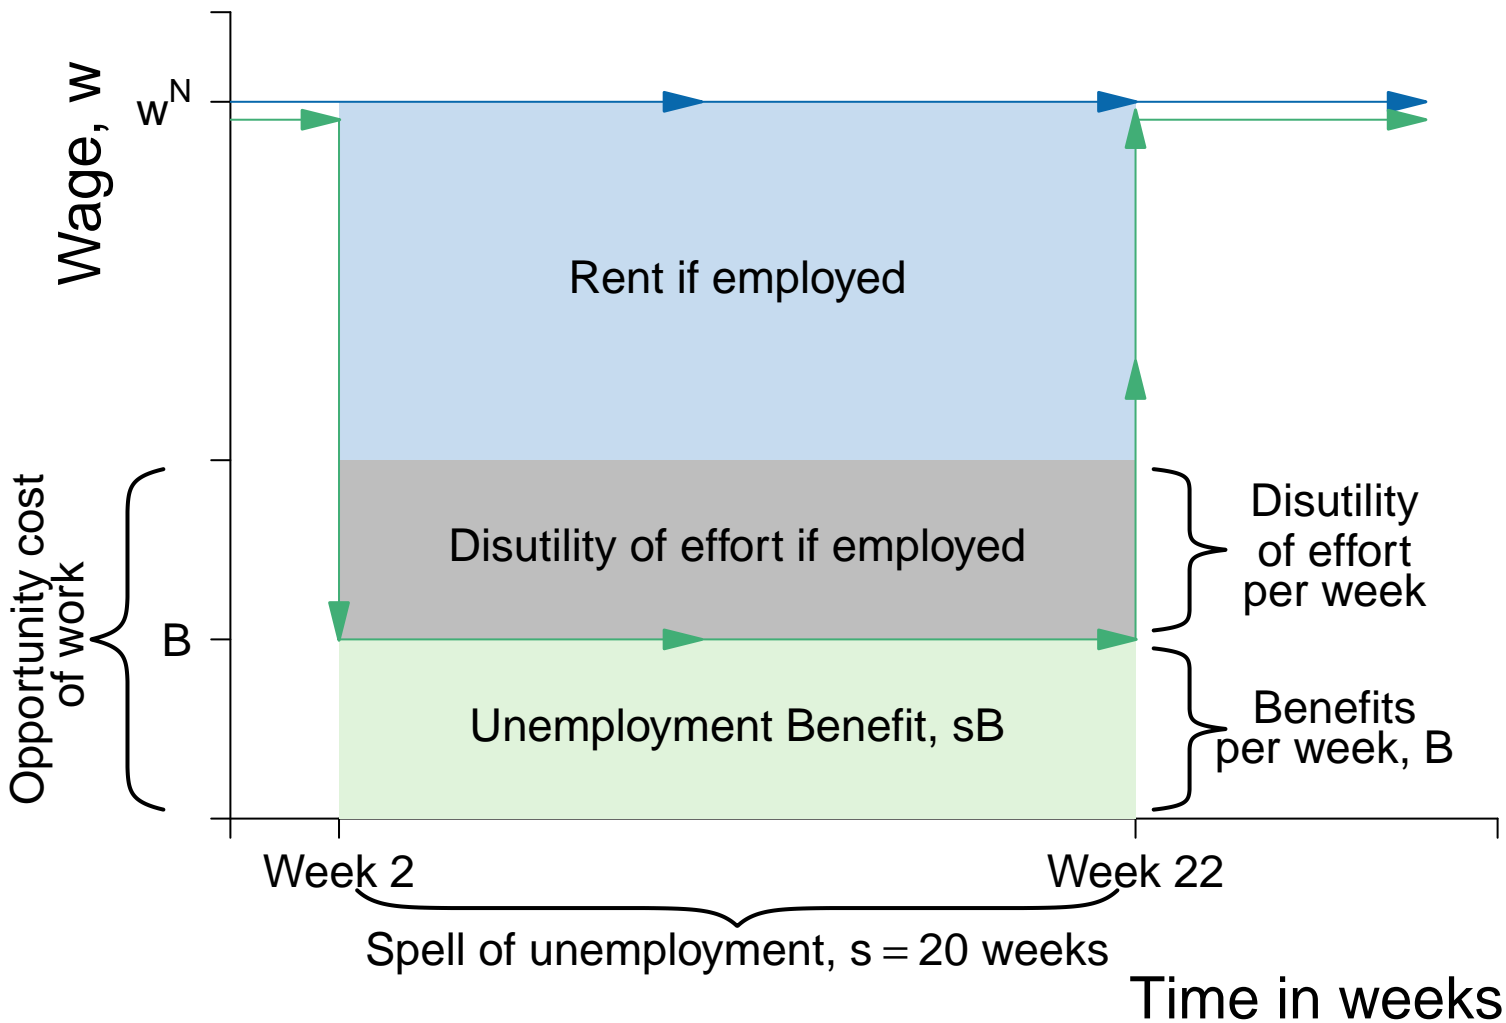 Wage, w
wᴺ
Rent if employed
Opportunity cost
of work
B
Disutility of effort if employed
Disutility
of effort
per week
Unemployment Benefit, sB
Benefits
per week, B
Week 2
Week 22
Spell of unemployment, s = 20 weeks
Time in weeks